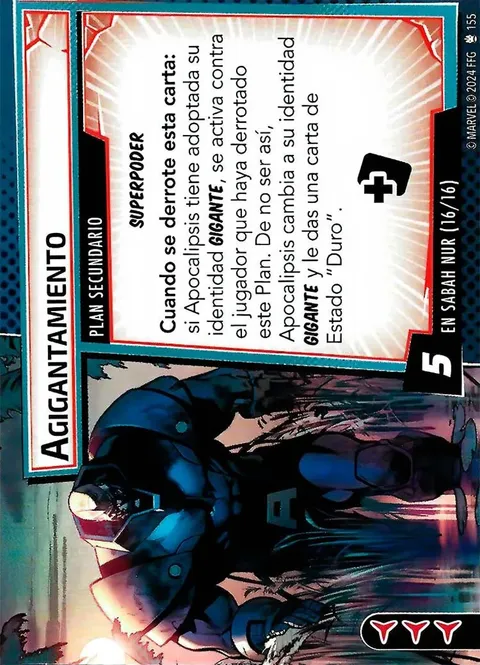 AGIGANTAMIENTO
PLAN SECUNDARIO
SUPERPODER
Cuando se derrote esta carta:
si Apocalipsis tiene adoptada su
identidad GIGANTE, se activa contra
el jugador que haya derrotado
este Plan. De no ser así,
Apocalipsis cambia a su identidad
GIGANTE y le das una carta de
Estado "Duro".
5
EN SABAH NUR (16/16)
© MARVEL © 2024 FFG 155
A